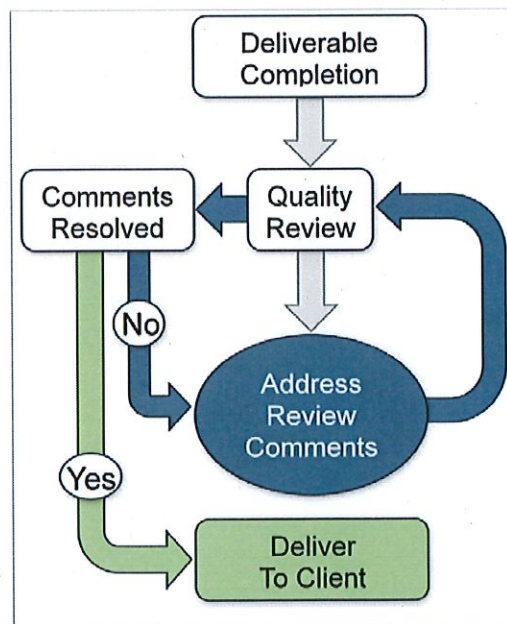 Deliverable
Completion
Comments
Resolved
Quality
Review
No
Address
Review
Comments
Yes
Deliver
To Client